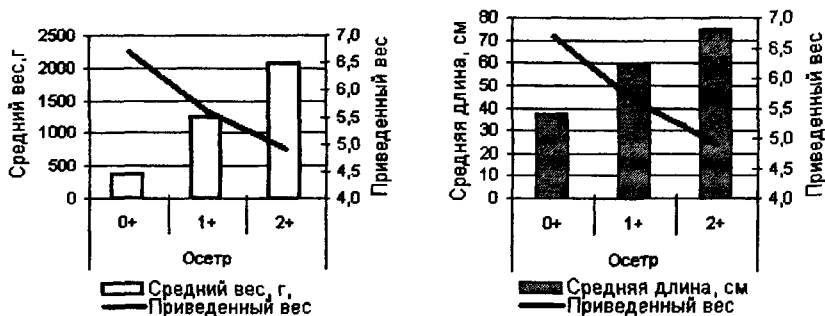 Средний вес,г
2500
2000
1500
1000
500
0
7,0
6,5
6,0
5,5
5,0
4,5
4,0
Приведенный вес
0+ 1+ 2+
Осетр
Средний вес, г,
Приведенный вес
Средняя длина, см
80
70
60
50
40
30
20
10
0
7,0
6,5
6,0
5,5
5,0
4,5
4,0
Приведенный вес
0+ 1+ 2+
Осетр
Средняя длина, см
Приведенный вес